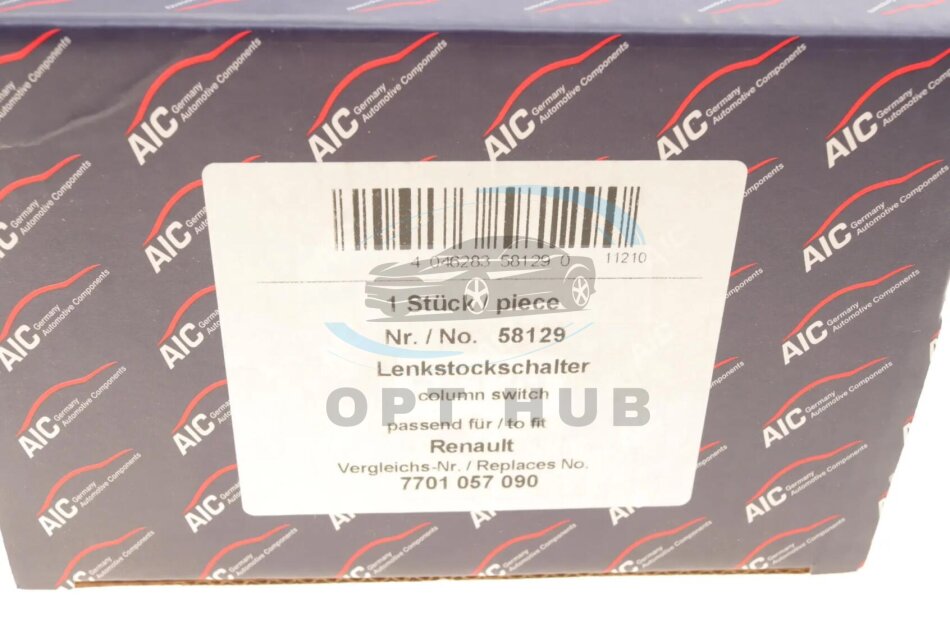 AIC Germany
Automotive Components
4 046283 58129 0 11210
1 Stück / piece
Nr. / No. 58129
Lenkstockschalter
column switch
OPT HUB
passend für / to fit
Renault
Vergleichs-Nr. / Replaces No.
7701 057 090